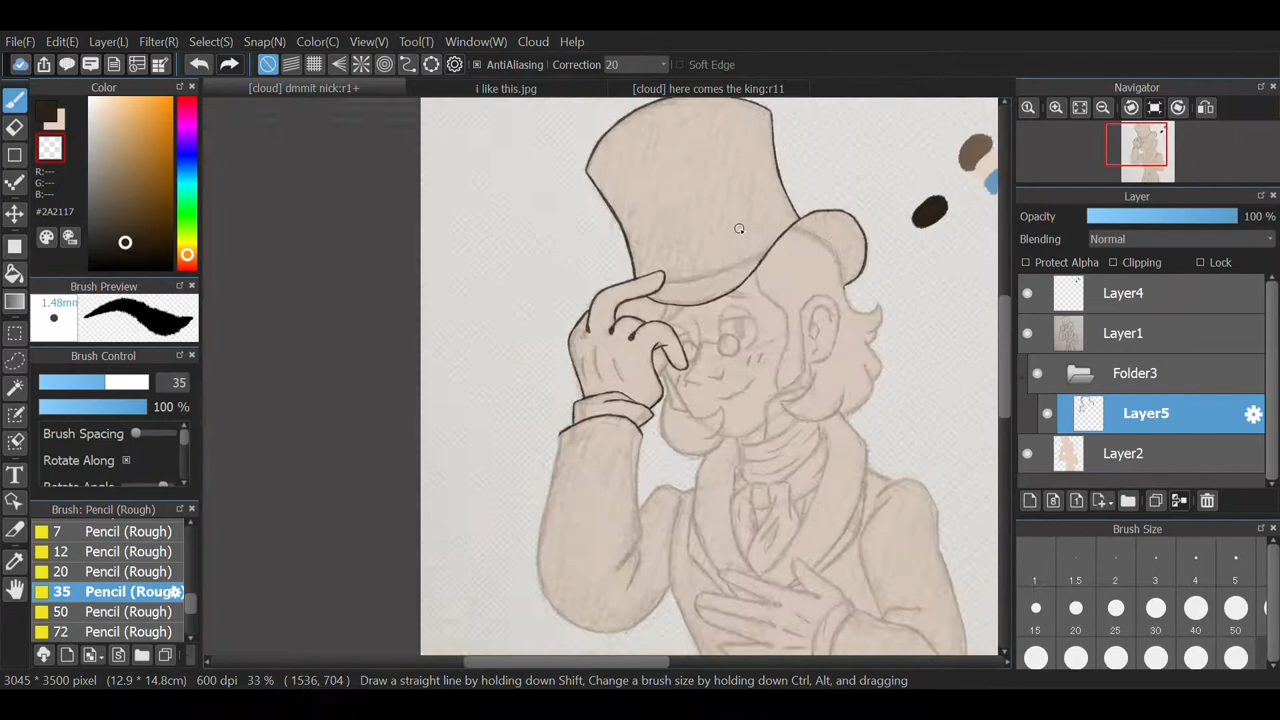 File(F) Edit(E) Layer(L) Filter(R) Select(S) Snap(N) Color(C) View(V) Tool(T) Window(W) Cloud Help
AntiAliasing Correction 20 Soft Edge
Color
[cloud] dmmit nick:r1+ i like this.jpg [cloud] here comes the king:r11
Navigator
R:---
G:---
B:---
#2A2117
Brush Preview
1.48mm
Brush Control
35
100 %
Brush Spacing
Rotate Along
Brush: Pencil (Rough)
7 Pencil (Rough)
12 Pencil (Rough)
20 Pencil (Rough)
35 Pencil (Roug
50 Pencil (Rough)
72 Pencil (Rough)
Layer
Opacity 100 %
Blending Normal
Protect Alpha Clipping Lock
Layer4
Layer1
Folder3
Layer5
Layer2
Brush Size
1 1.5 2 3 4 5
15 20 25 30 40 50
3045 * 3500 pixel (12.9 * 14.8cm) 600 dpi 33 % ( 1536, 704 ) Draw a straight line by holding down Shift, Change a brush size by holding down Ctrl, Alt, and dragging